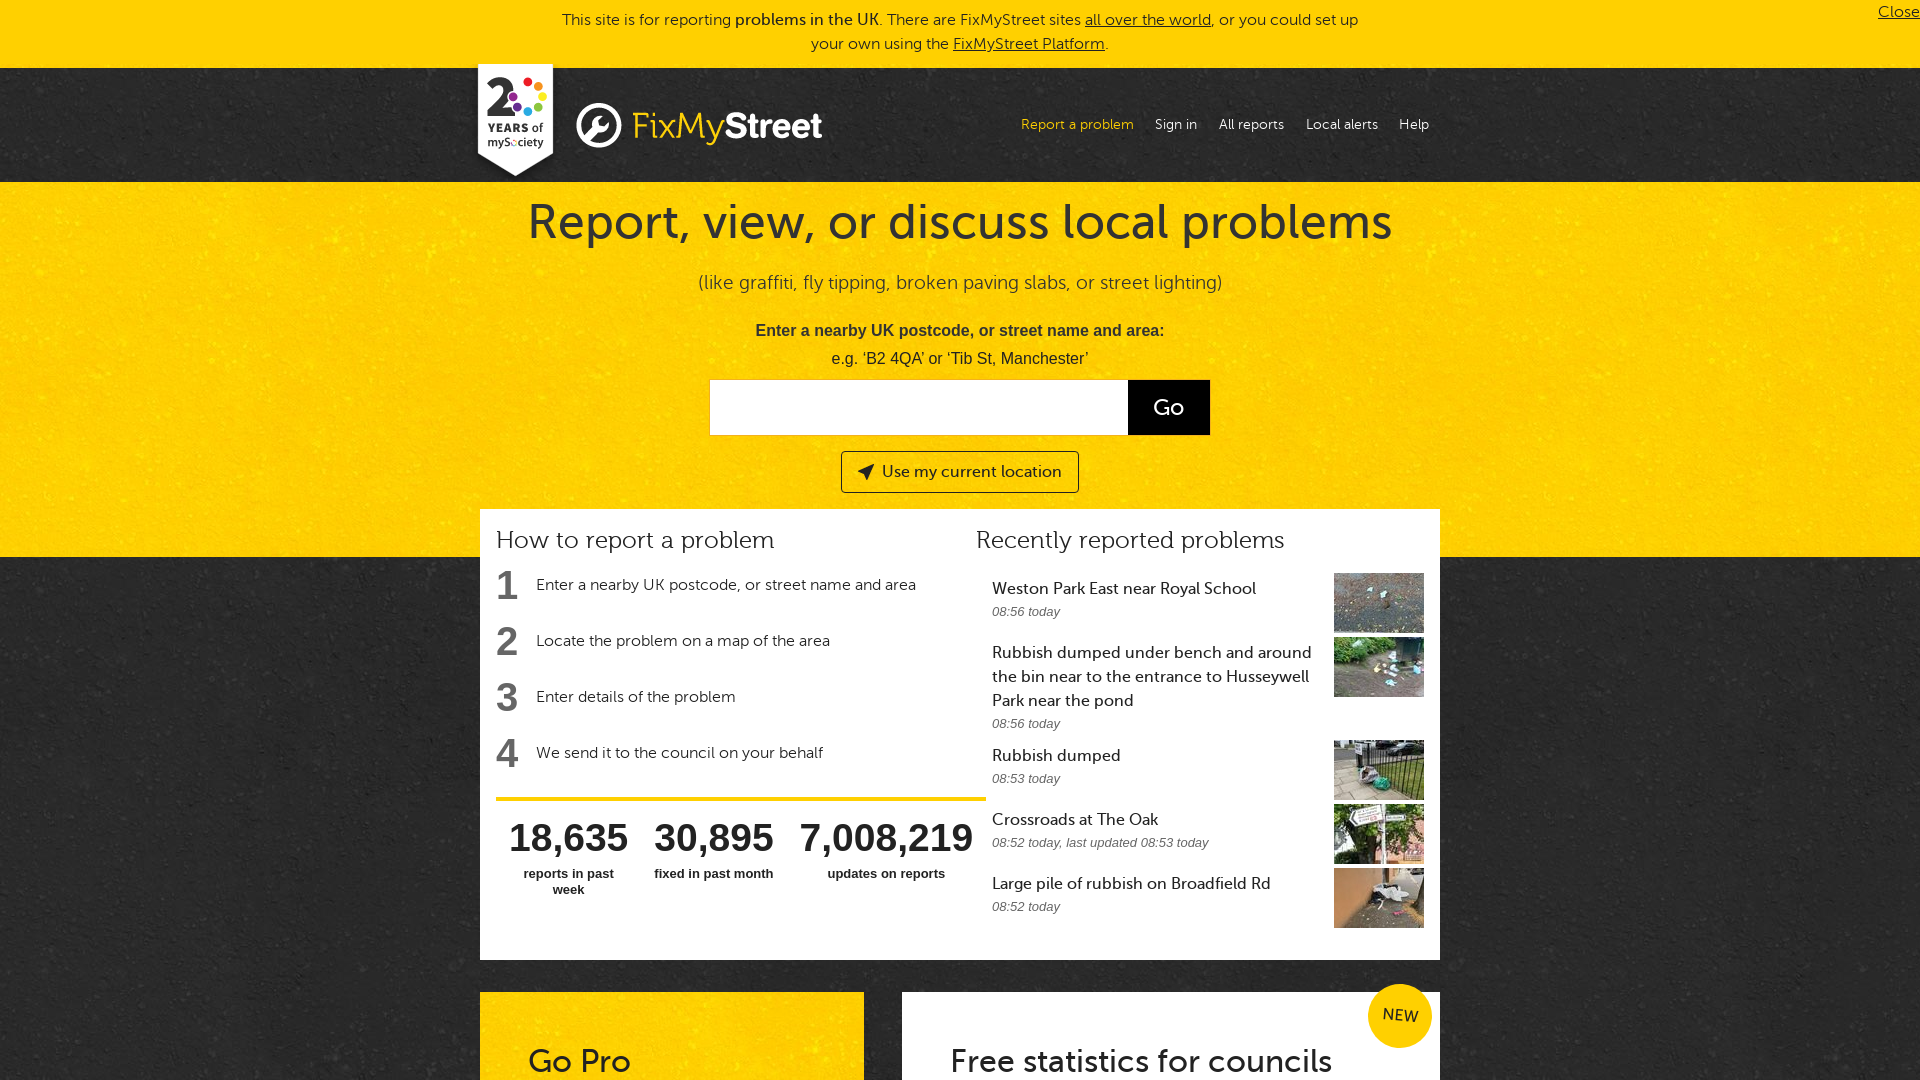 This site is for reporting problems in the UK. There are FixMyStreet sites all over the world, or you could set up
your own using the FixMyStreet Platform.
Close
20
YEARS of
mySociety
FixMyStreet
Report a problem
Sign in
All reports
Local alerts
Help
Report, view, or discuss local problems
(like graffiti, fly tipping, broken paving slabs, or street lighting)
Enter a nearby UK postcode, or street name and area:
e.g. ‘B2 4QA’ or ‘Tib St, Manchester’
Go
Use my current location
How to report a problem
1 Enter a nearby UK postcode, or street name and area
2 Locate the problem on a map of the area
3 Enter details of the problem
4 We send it to the council on your behalf
18,635
reports in past
week
30,895
fixed in past month
7,008,219
updates on reports
Recently reported problems
Weston Park East near Royal School
08:56 today
Rubbish dumped under bench and around
the bin near to the entrance to Husseywell
Park near the pond
08:56 today
Rubbish dumped
08:53 today
Crossroads at The Oak
08:52 today, last updated 08:53 today
Large pile of rubbish on Broadfield Rd
08:52 today
Go Pro
NEW
Free statistics for councils